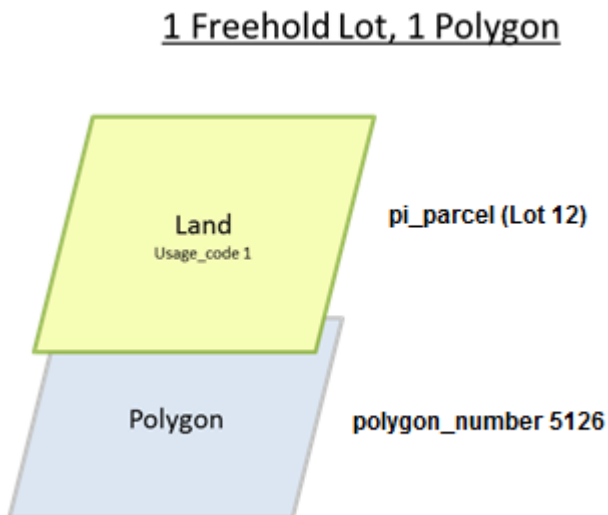 1 Freehold Lot, 1 Polygon
Land
Usage_code 1
pi_parcel (Lot 12)
Polygon
polygon_number 5126